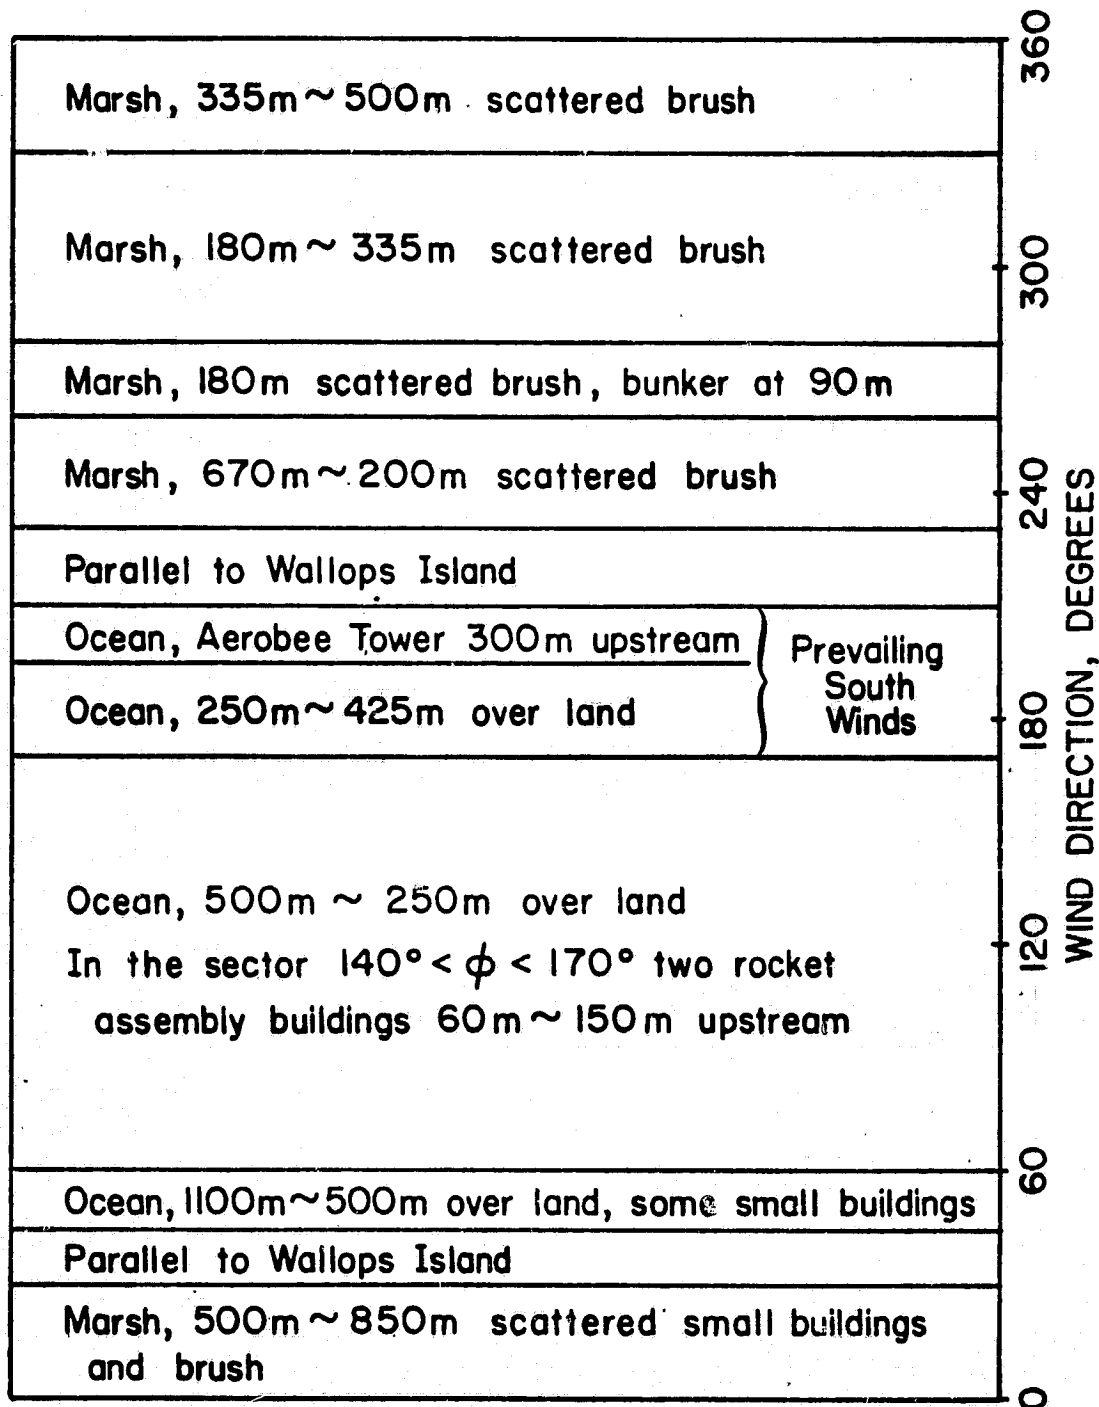 Marsh, 335m ~ 500m scattered brush
Marsh, 180m ~ 335m scattered brush
Marsh, 180m scattered brush, bunker at 90m
Marsh, 670m ~ 200m scattered brush
Parallel to Wallops Island
Ocean, Aerobee Tower 300m upstream
Ocean, 250m ~ 425m over land
Prevailing
South
Winds
Ocean, 500m ~ 250m over land
In the sector 140° < ϕ < 170° two rocket
assembly buildings 60m ~ 150m upstream
Ocean, 1100m ~ 500m over land, some small buildings
Parallel to Wallops Island
Marsh, 500m ~ 850m scattered small buildings
and brush
360
300
240
180
120
60
0
WIND DIRECTION, DEGREES